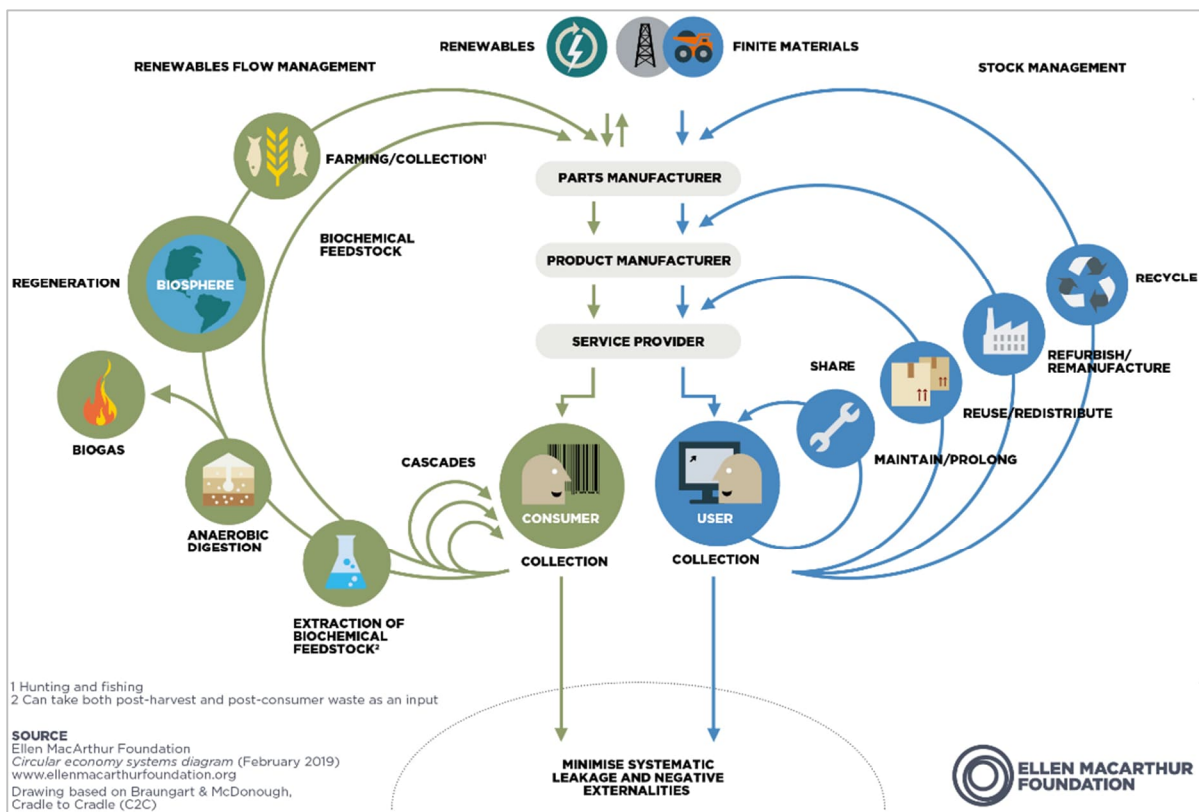 RENEWABLES
FINITE MATERIALS
RENEWABLES FLOW MANAGEMENT
STOCK MANAGEMENT
FARMING/COLLECTION¹
PARTS MANUFACTURER
BIOCHEMICAL
FEEDSTOCK
PRODUCT MANUFACTURER
REGENERATION
BIOSPHERE
RECYCLE
SERVICE PROVIDER
SHARE
REFURBISH/
REMANUFACTURE
REUSE/REDISTRIBUTE
BIOGAS
CASCADES
MAINTAIN/PROLONG
CONSUMER
USER
ANAEROBIC
DIGESTION
COLLECTION
COLLECTION
EXTRACTION OF
BIOCHEMICAL
FEEDSTOCK²
1 Hunting and fishing
2 Can take both post-harvest and post-consumer waste as an input
SOURCE
Ellen MacArthur Foundation
Circular economy systems diagram (February 2019)
www.ellenmacarthurfoundation.org
Drawing based on Braungart & McDonough,
Cradle to Cradle (C2C)
MINIMISE SYSTEMATIC
LEAKAGE AND NEGATIVE
EXTERNALITIES
ELLEN MACARTHUR
FOUNDATION